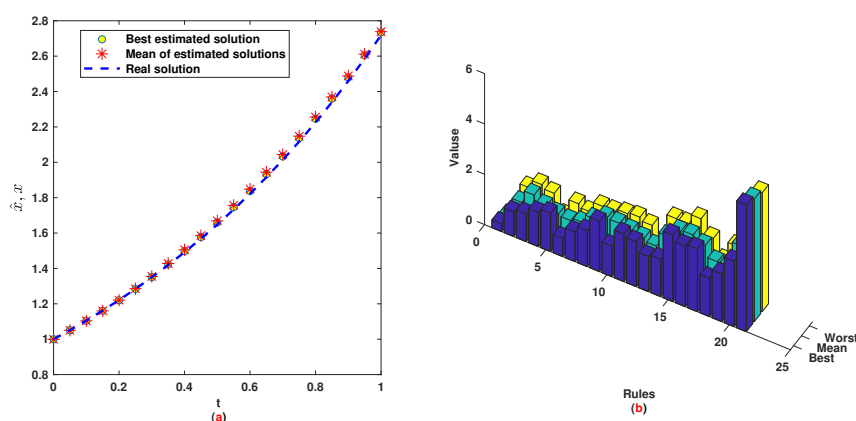 2.8
2.6
2.4
2.2
2
1.8
1.6
1.4
1.2
1
0.8
x̂, x
Best estimated solution
Mean of estimated solutions
Real solution
0 0.2 0.4 0.6 0.8 1
t
(a)
6
4
2
0
Valuse
0
5
10
15
20
25
Worst
Mean
Best
Rules
(b)